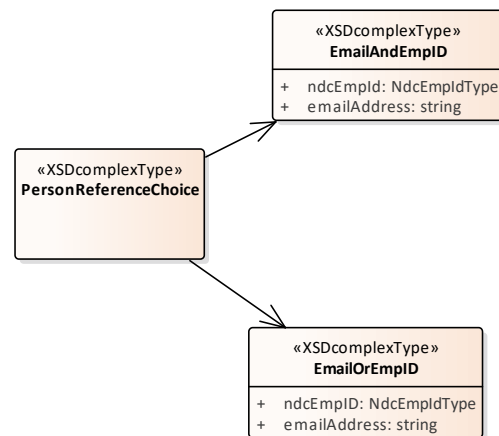 «XSDcomplexType»
EmailAndEmpID
+ ndcEmpId: NdcEmpIdType
+ emailAddress: string
«XSDcomplexType»
PersonReferenceChoice
«XSDcomplexType»
EmailOrEmpID
+ ndcEmpID: NdcEmpIdType
+ emailAddress: string